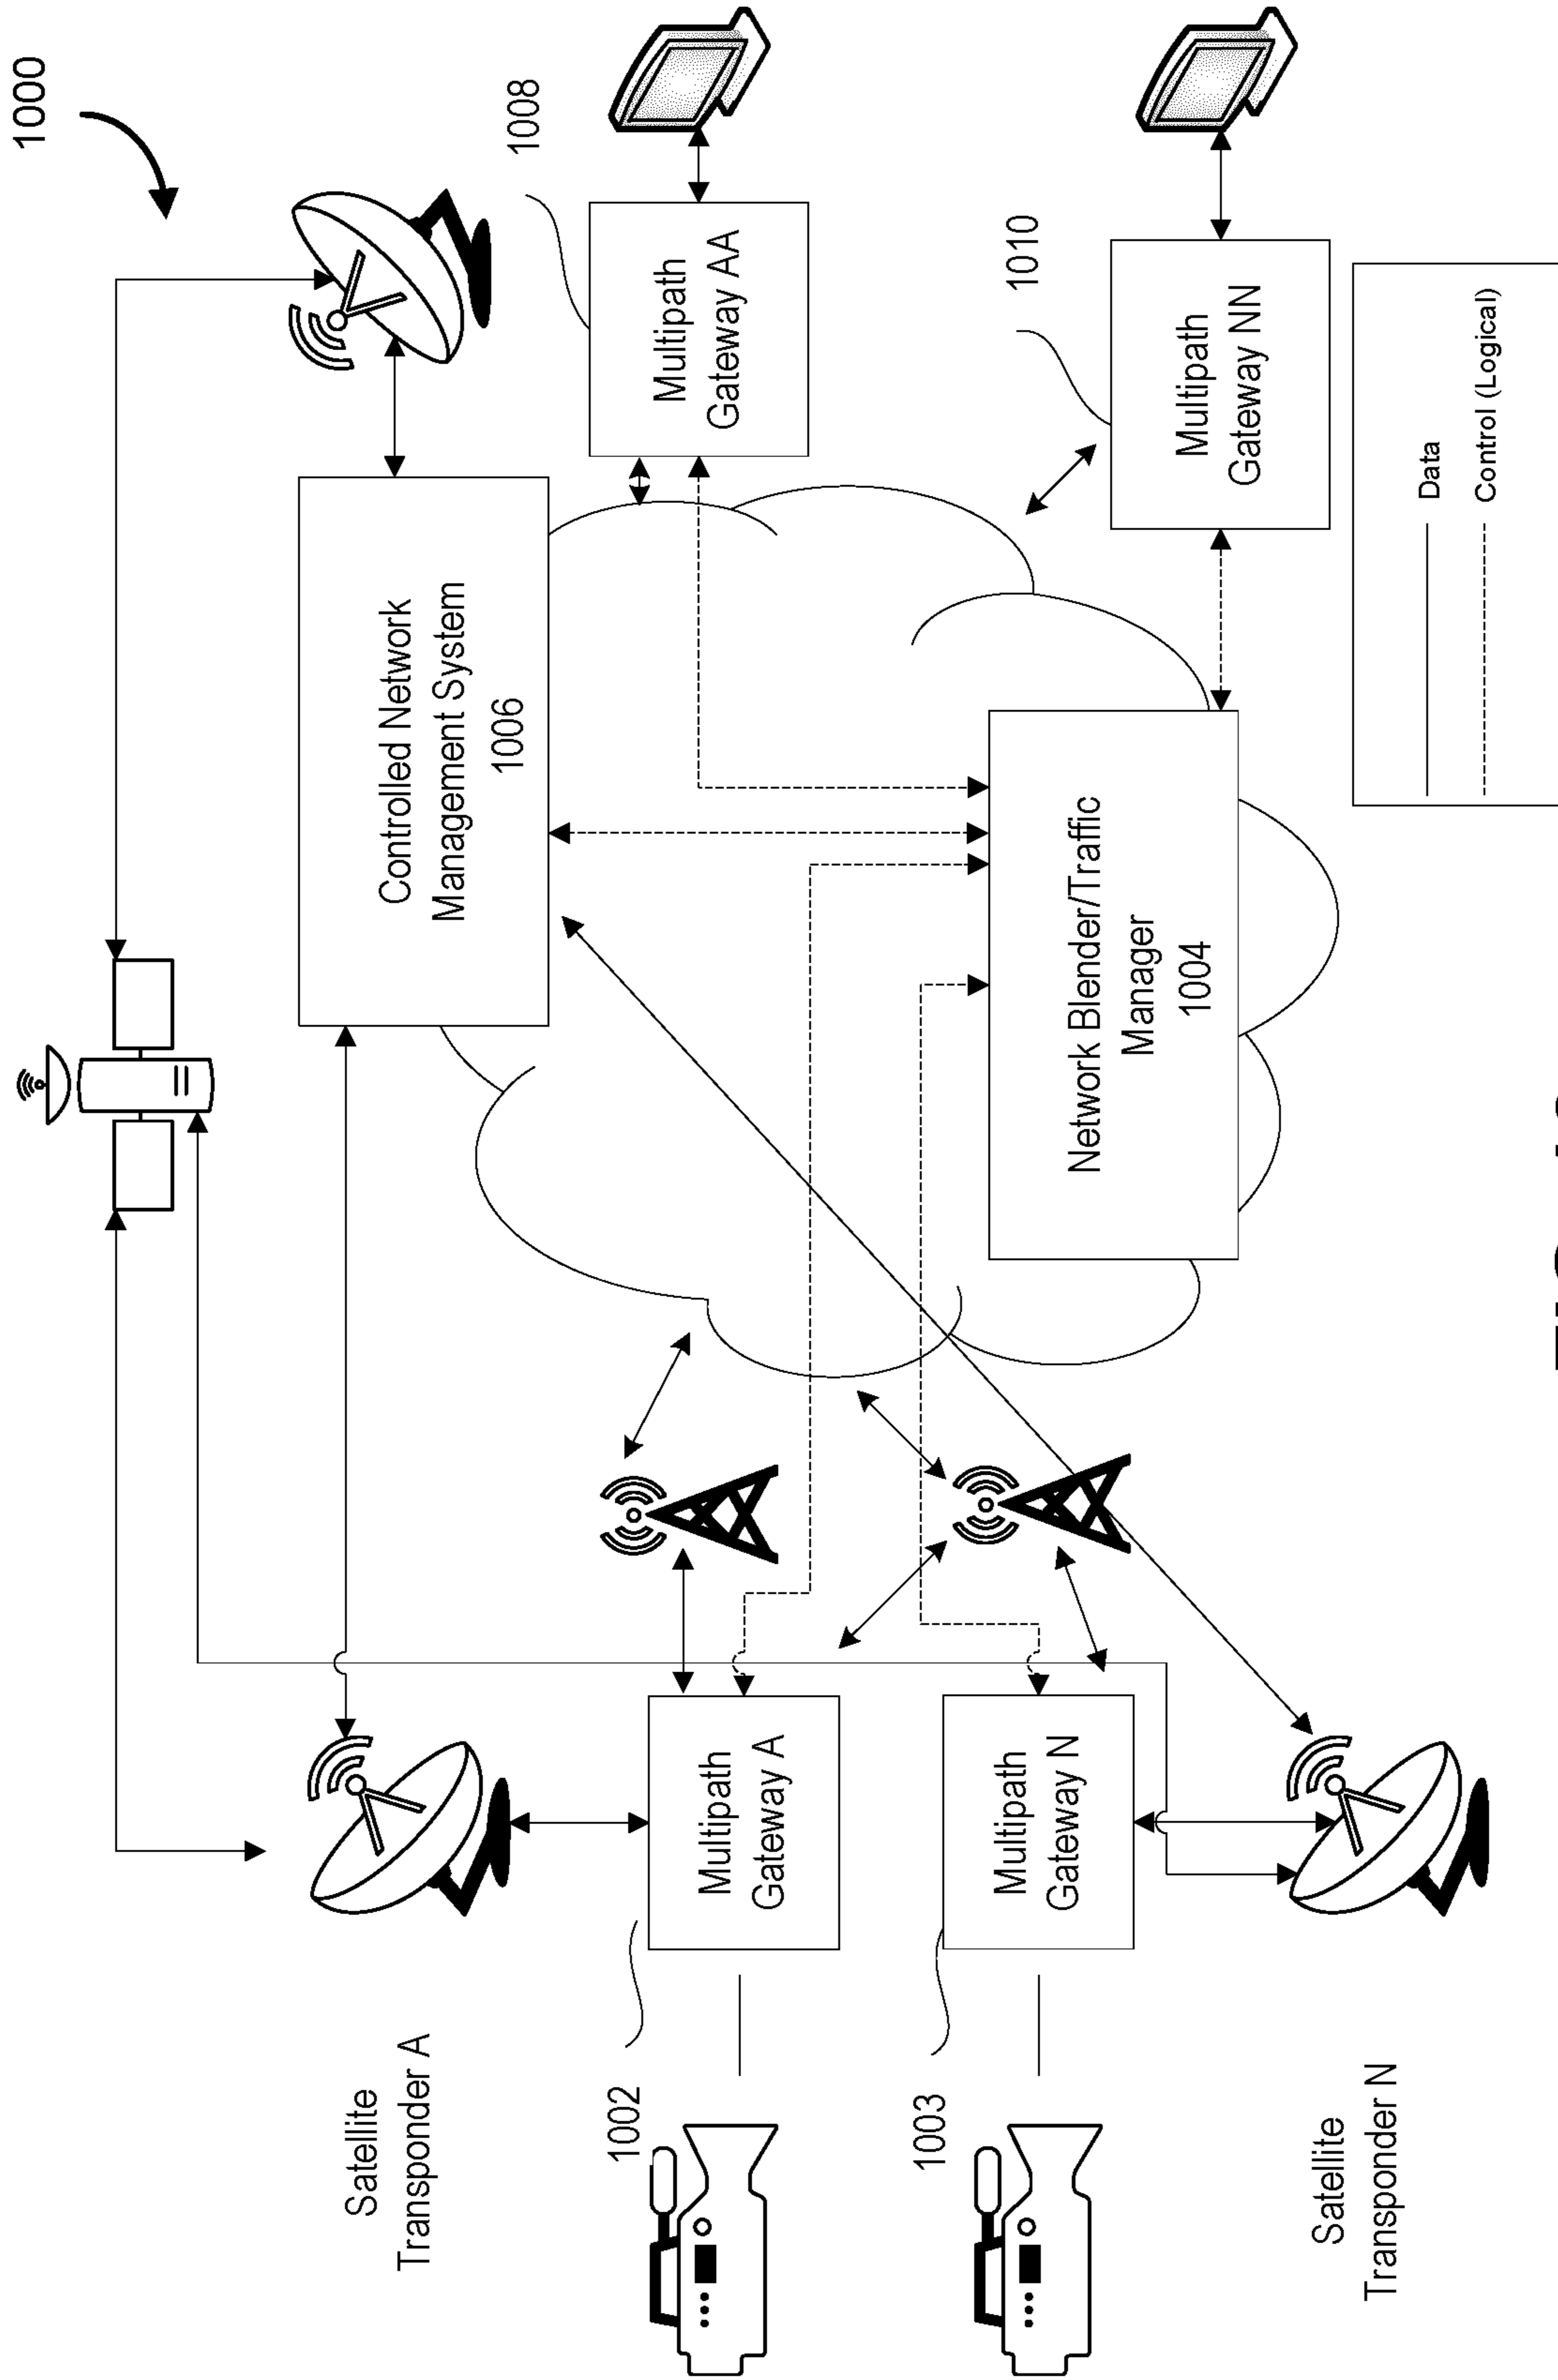 1000
Satellite
Transponder A
Controlled Network
Management System
1006
1008
Multipath
Gateway AA
1002
Multipath
Gateway A
1003
Multipath
Gateway N
Network Blender/Traffic
Manager
1004
1010
Multipath
Gateway NN
Satellite
Transponder N
Data
Control (Logical)